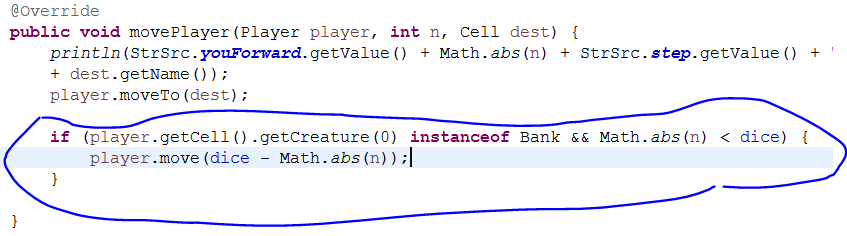 @Override
public void movePlayer(Player player, int n, Cell dest) {
println(StrSrc.youForward.getValue() + Math.abs(n) + StrSrc.step.getValue() + '
+ dest.getName());
player.moveTo(dest);
if (player.getCell().getCreature(0) instanceof Bank && Math.abs(n) < dice) {
player.move(dice - Math.abs(n));
}
}